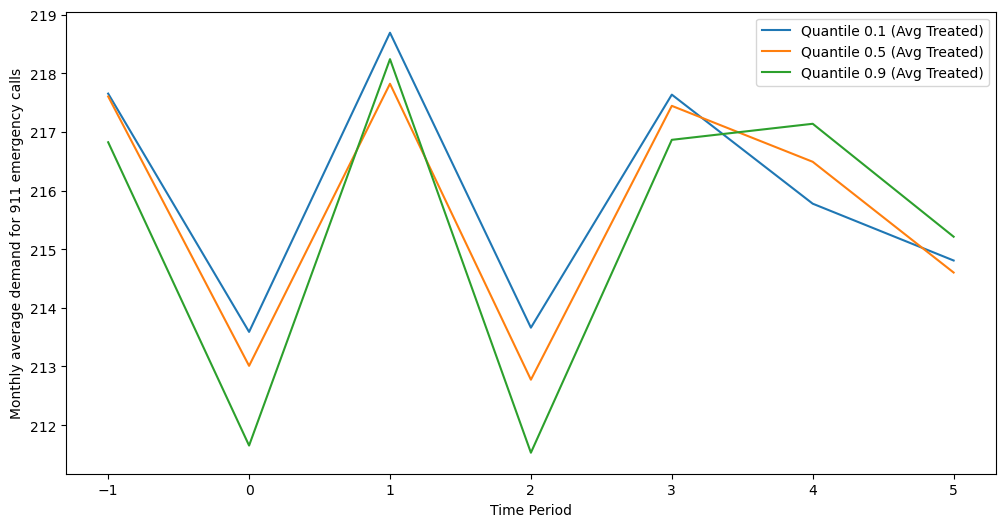 Monthly average demand for 911 emergency calls
219
218
217
216
215
214
213
212
Quantile 0.1 (Avg Treated)
Quantile 0.5 (Avg Treated)
Quantile 0.9 (Avg Treated)
−1 0 1 2 3 4 5
Time Period